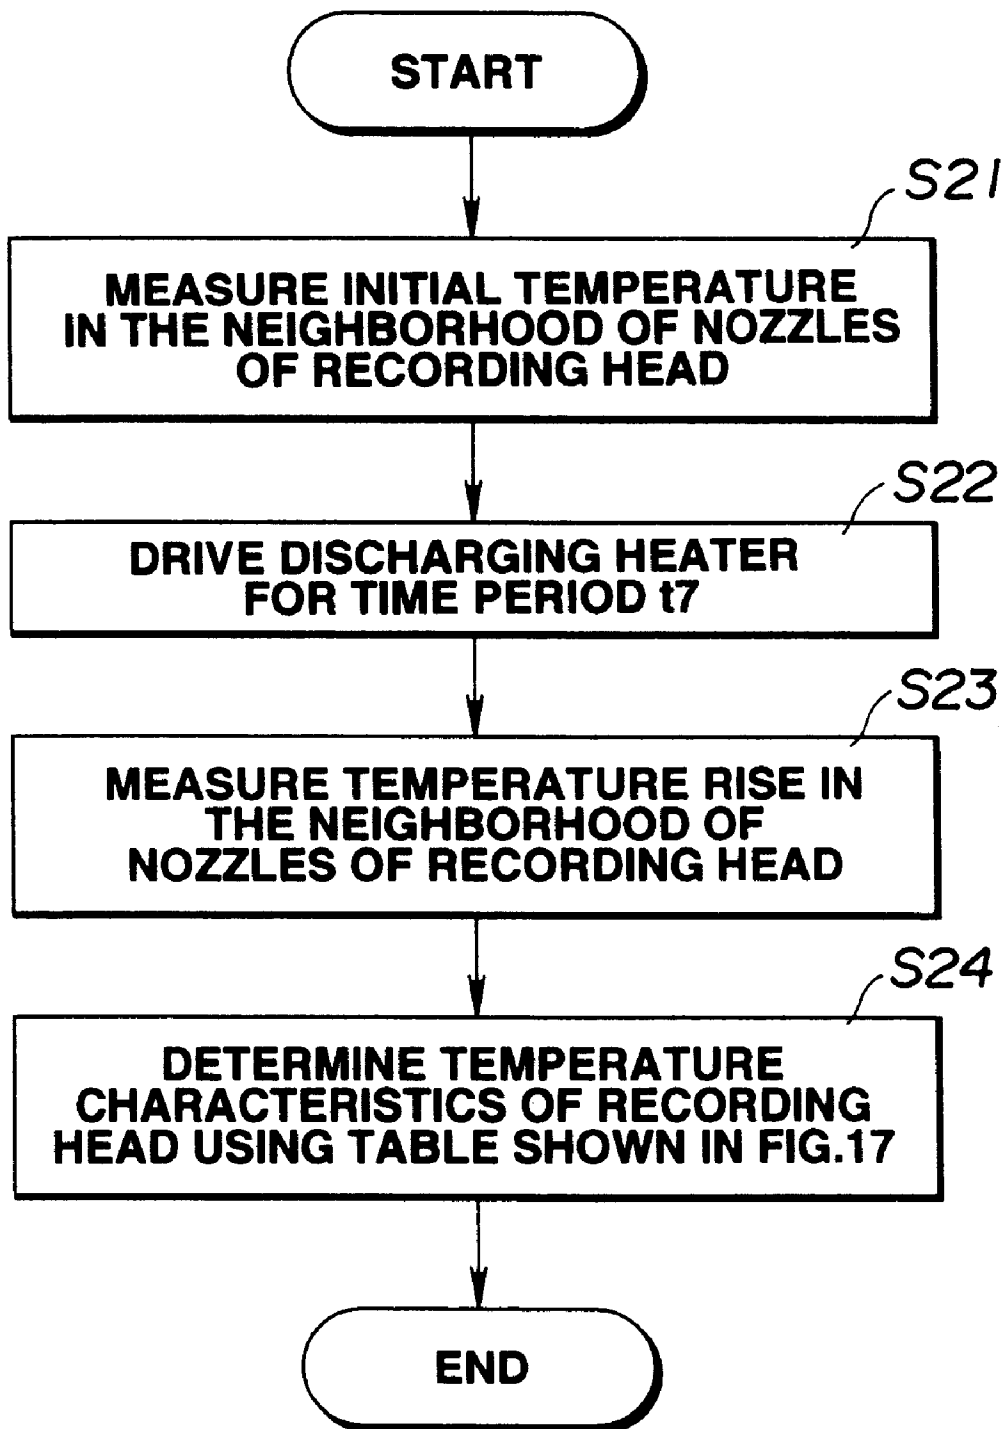 START
S21
MEASURE INITIAL TEMPERATURE
IN THE NEIGHBORHOOD OF NOZZLES
OF RECORDING HEAD
S22
DRIVE DISCHARGING HEATER
FOR TIME PERIOD t7
S23
MEASURE TEMPERATURE RISE IN
THE NEIGHBORHOOD OF
NOZZLES OF RECORDING HEAD
S24
DETERMINE TEMPERATURE
CHARACTERISTICS OF RECORDING
HEAD USING TABLE SHOWN IN FIG.17
END